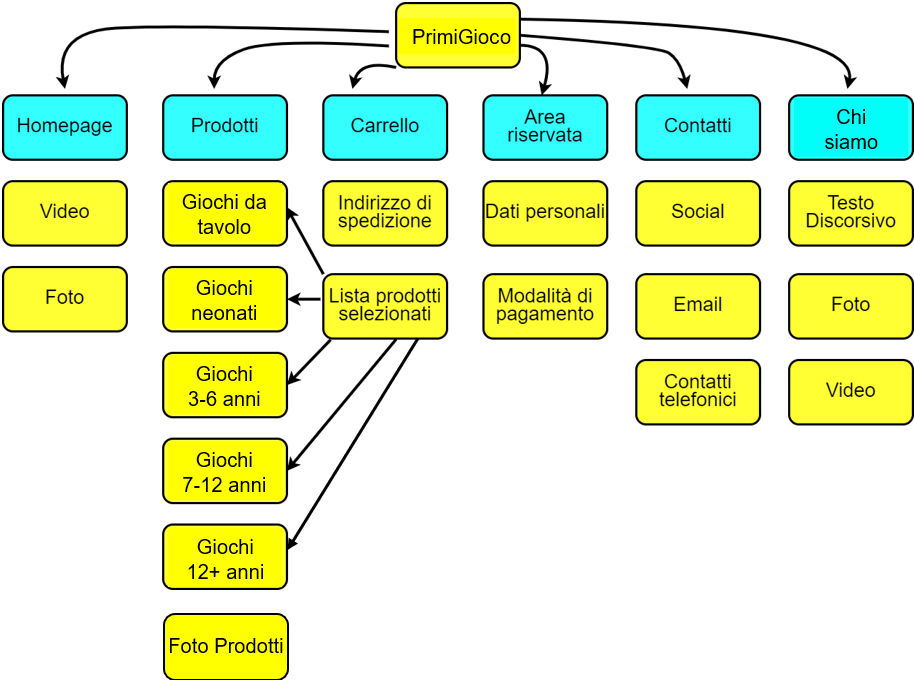 PrimiGioco
Homepage
Prodotti
Carrello
Area
riservata
Contatti
Chi
siamo
Video
Giochi da
tavolo
Indirizzo di
spedizione
Dati personali
Social
Testo
Discorsivo
Foto
Giochi
neonati
Lista prodotti
selezionati
Modalità di
pagamento
Email
Foto
Giochi
3-6 anni
Contatti
telefonici
Video
Giochi
7-12 anni
Giochi
12+ anni
Foto Prodotti